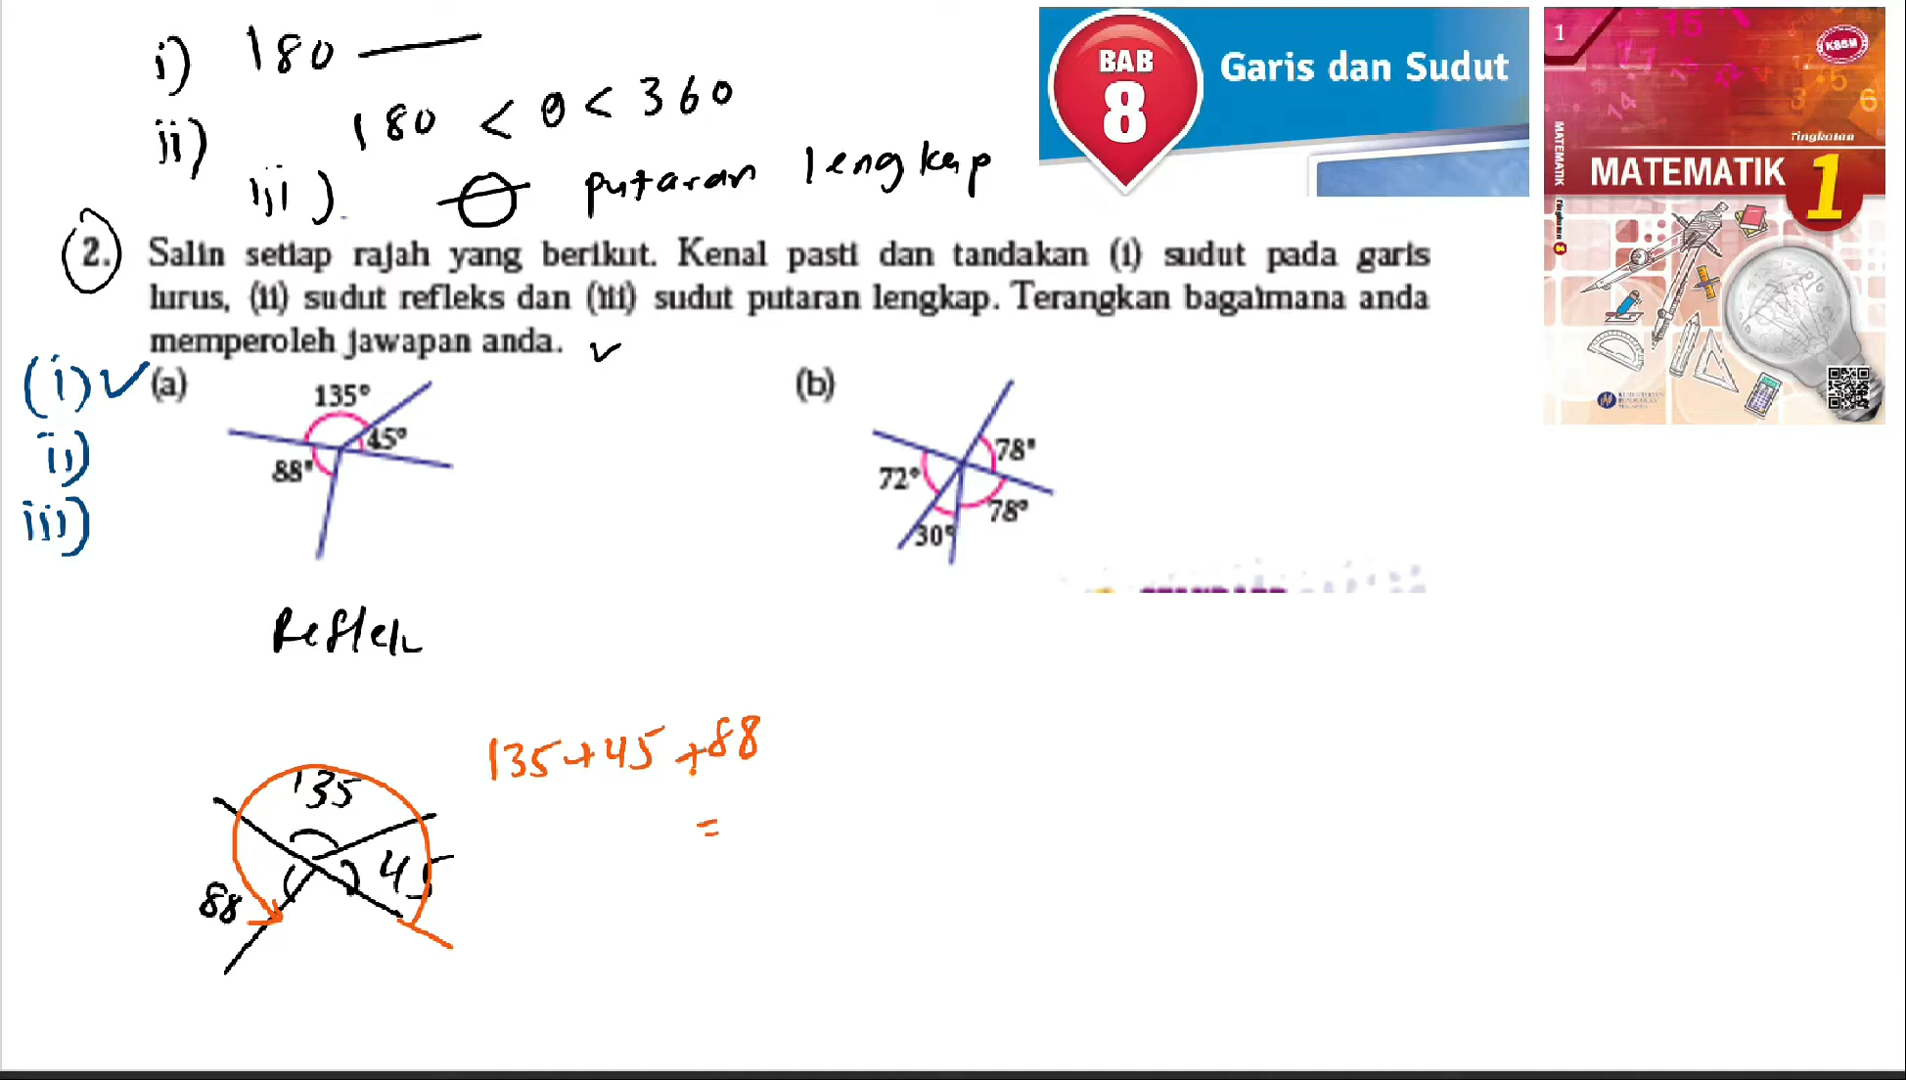 i) 180
ii) 180 < θ < 360
iii). putaran lengkap
BAB
8
Garis dan Sudut
1
KSSM
Tingkatan
MATEMATIK 1
MATEMATIK Tingkatan 1
2. Salin setiap rajah yang berikut. Kenal pasti dan tandakan (i) sudut pada garis
lurus, (ii) sudut refleks dan (iii) sudut putaran lengkap. Terangkan bagaimana anda
memperoleh jawapan anda.
(i) ✓ (a)
ii)
iii)
135°
45°
88°
(b)
78°
72°
78°
30°
Reflek
135
45
88
135+45+88
=